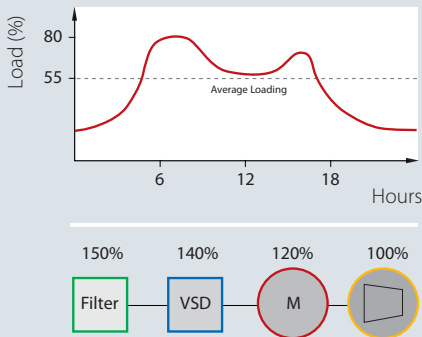 Load (%)
80
55
Average Loading
6
12
18
Hours
150%
140%
120%
100%
Filter
VSD
M